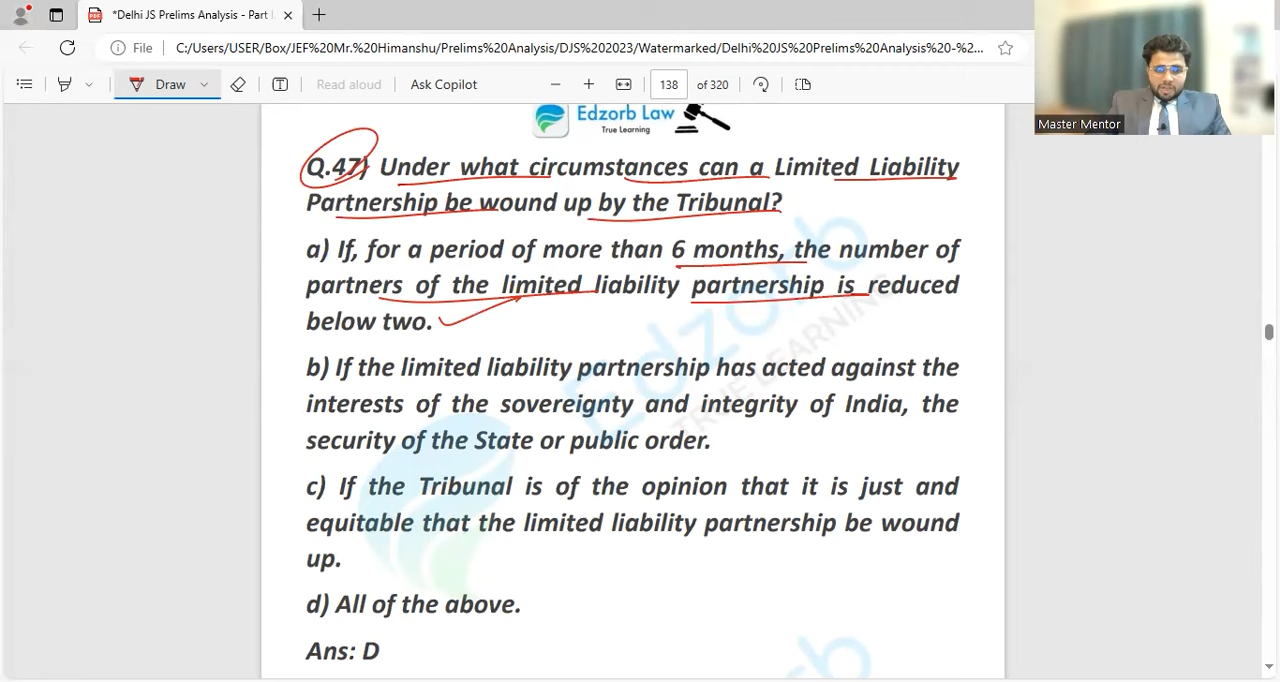 *Delhi JS Prelims Analysis - Part I
File
C:/Users/USER/Box/JEF%20Mr.%20Himanshu/Prelims%20Analysis/DJS%202023/Watermarked/Delhi%20JS%20Prelims%20Analysis%20-%2...
Draw
Read aloud
Ask Copilot
138 of 320
Master Mentor
Edzorb Law
True Learning
Q.47) Under what circumstances can a Limited Liability
Partnership be wound up by the Tribunal?
a) If, for a period of more than 6 months, the number of
partners of the limited liability partnership is reduced
below two.
b) If the limited liability partnership has acted against the
interests of the sovereignty and integrity of India, the
security of the State or public order.
c) If the Tribunal is of the opinion that it is just and
equitable that the limited liability partnership be wound
up.
d) All of the above.
Ans: D
Edzorb
TRUE LEARNING